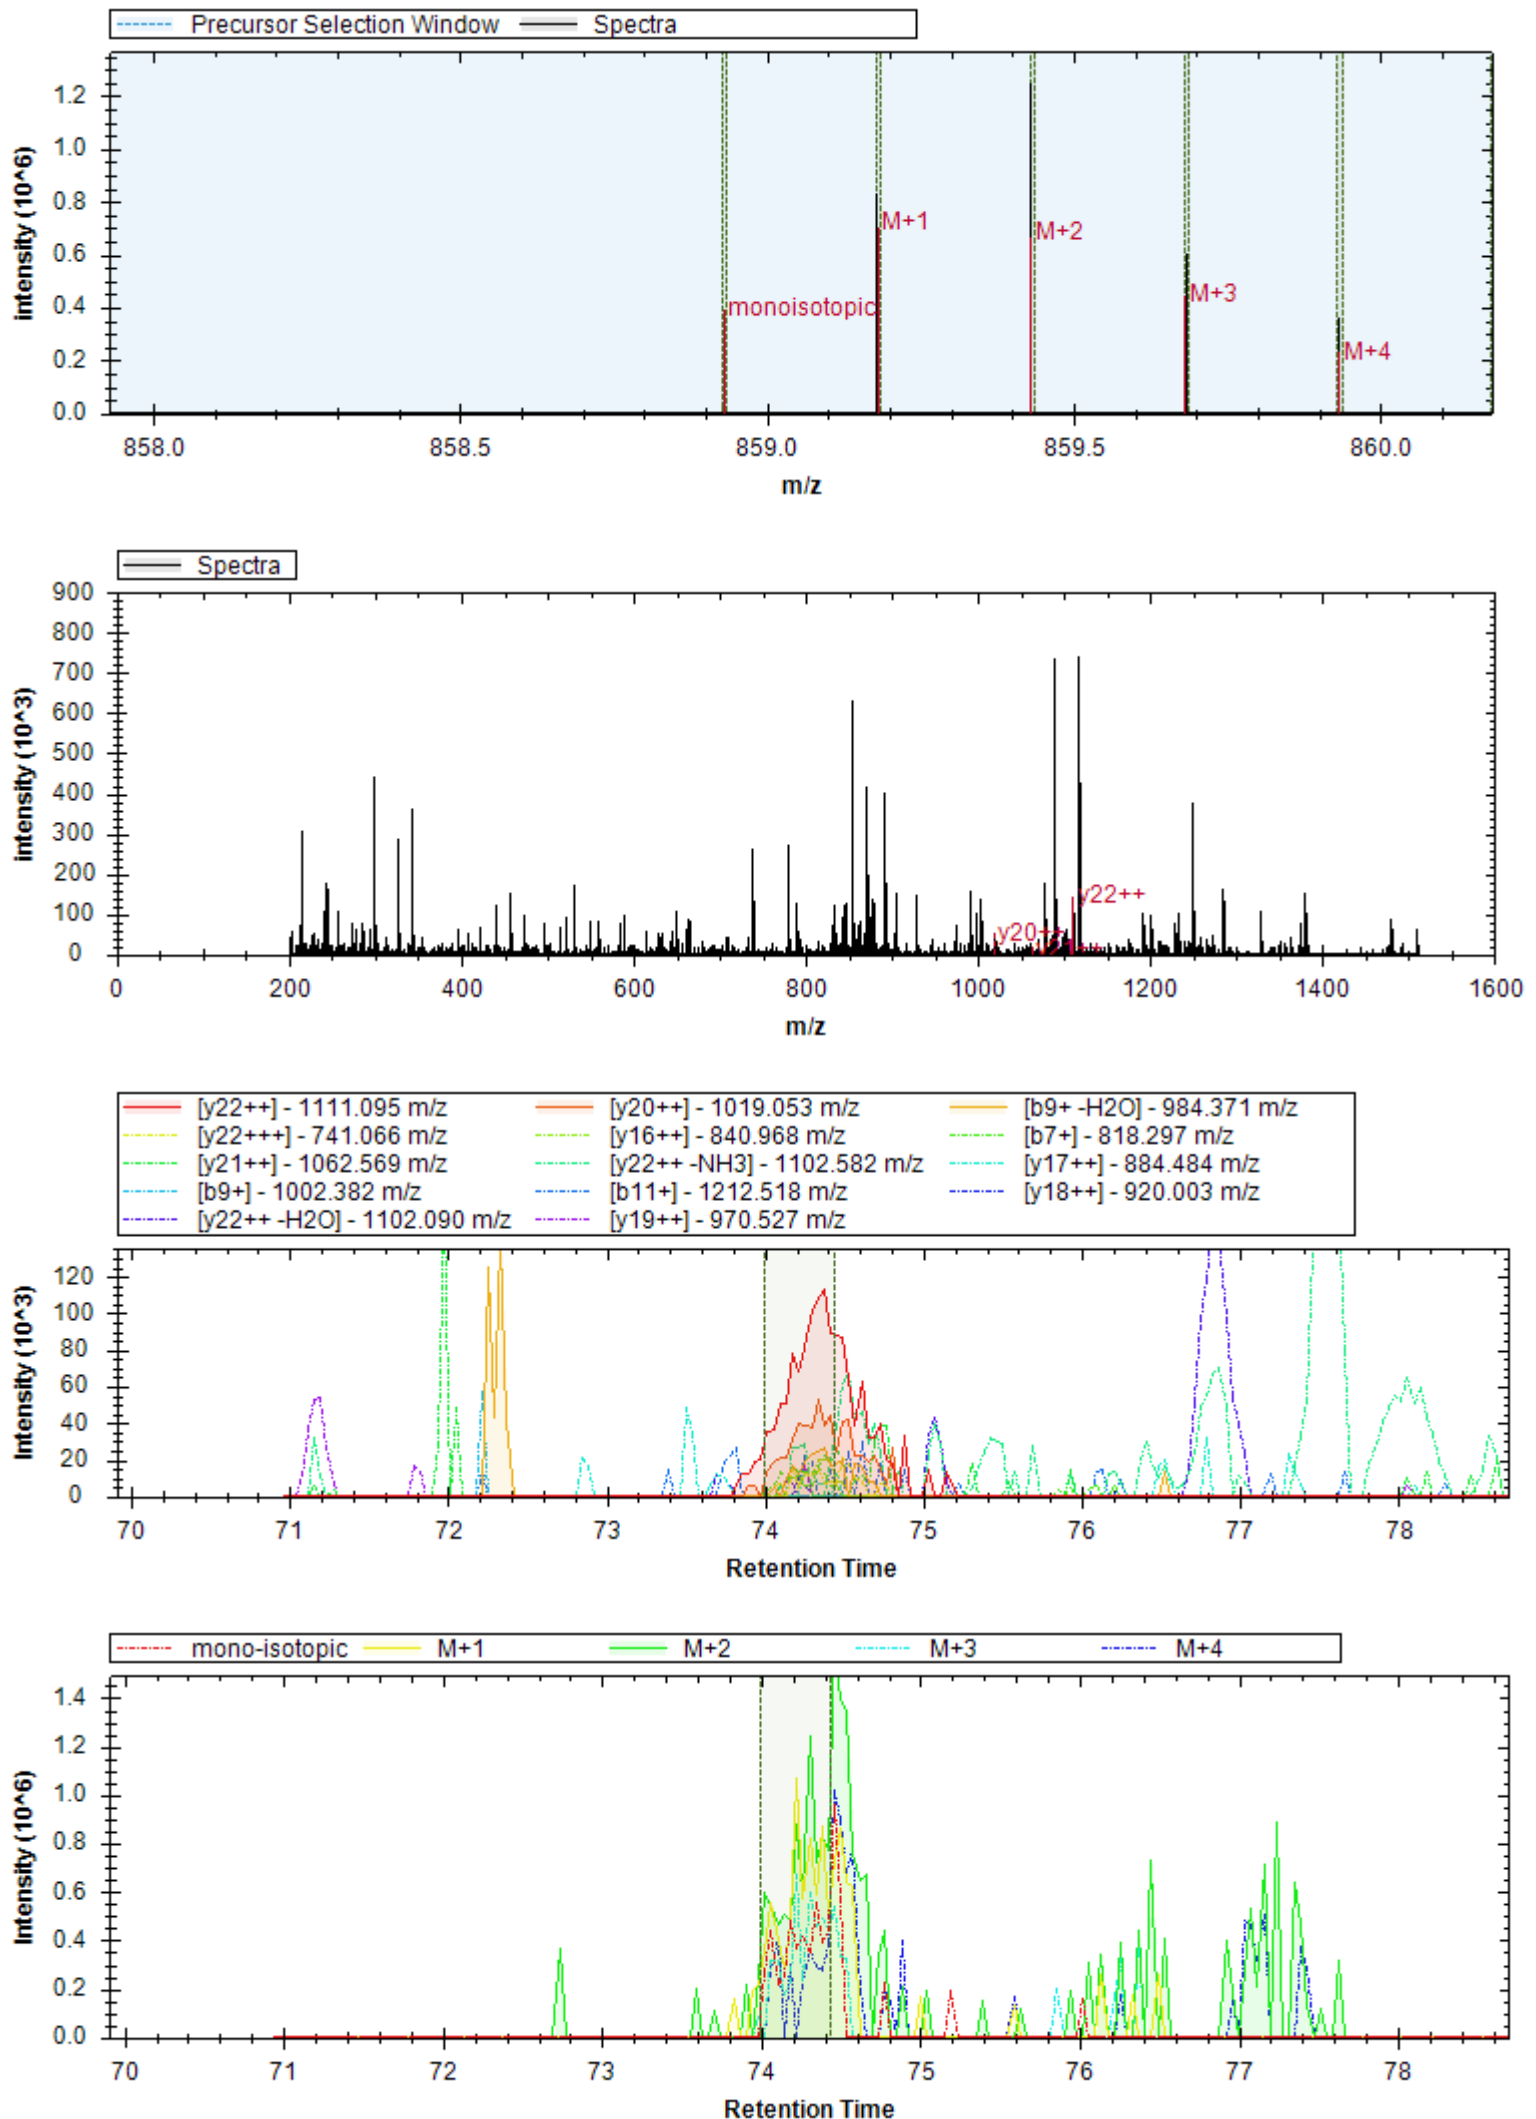 Precursor Selection Window Spectra
intensity (10^6)
1.2
1.0
0.8
0.6
0.4
0.2
0.0
monoisotopic M+1 M+2 M+3 M+4
858.0 858.5 859.0 859.5 860.0
m/z
Spectra
intensity (10^3)
900
800
700
600
500
400
300
200
100
0
y20++ y22++
0 200 400 600 800 1000 1200 1400 1600
m/z
[y22++] - 1111.095 m/z [y20++] - 1019.053 m/z [b9+ -H2O] - 984.371 m/z
[y22+++] - 741.066 m/z [y16++] - 840.968 m/z [b7+] - 818.297 m/z
[y21++] - 1062.569 m/z [y22++ -NH3] - 1102.582 m/z [y17++] - 884.484 m/z
[b9+] - 1002.382 m/z [b11+] - 1212.518 m/z [y18++] - 920.003 m/z
[y22++ -H2O] - 1102.090 m/z [y19++] - 970.527 m/z
Intensity (10^3)
120
100
80
60
40
20
0
70 71 72 73 74 75 76 77 78
Retention Time
mono-isotopic M+1 M+2 M+3 M+4
Intensity (10^6)
1.4
1.2
1.0
0.8
0.6
0.4
0.2
0.0
70 71 72 73 74 75 76 77 78
Retention Time